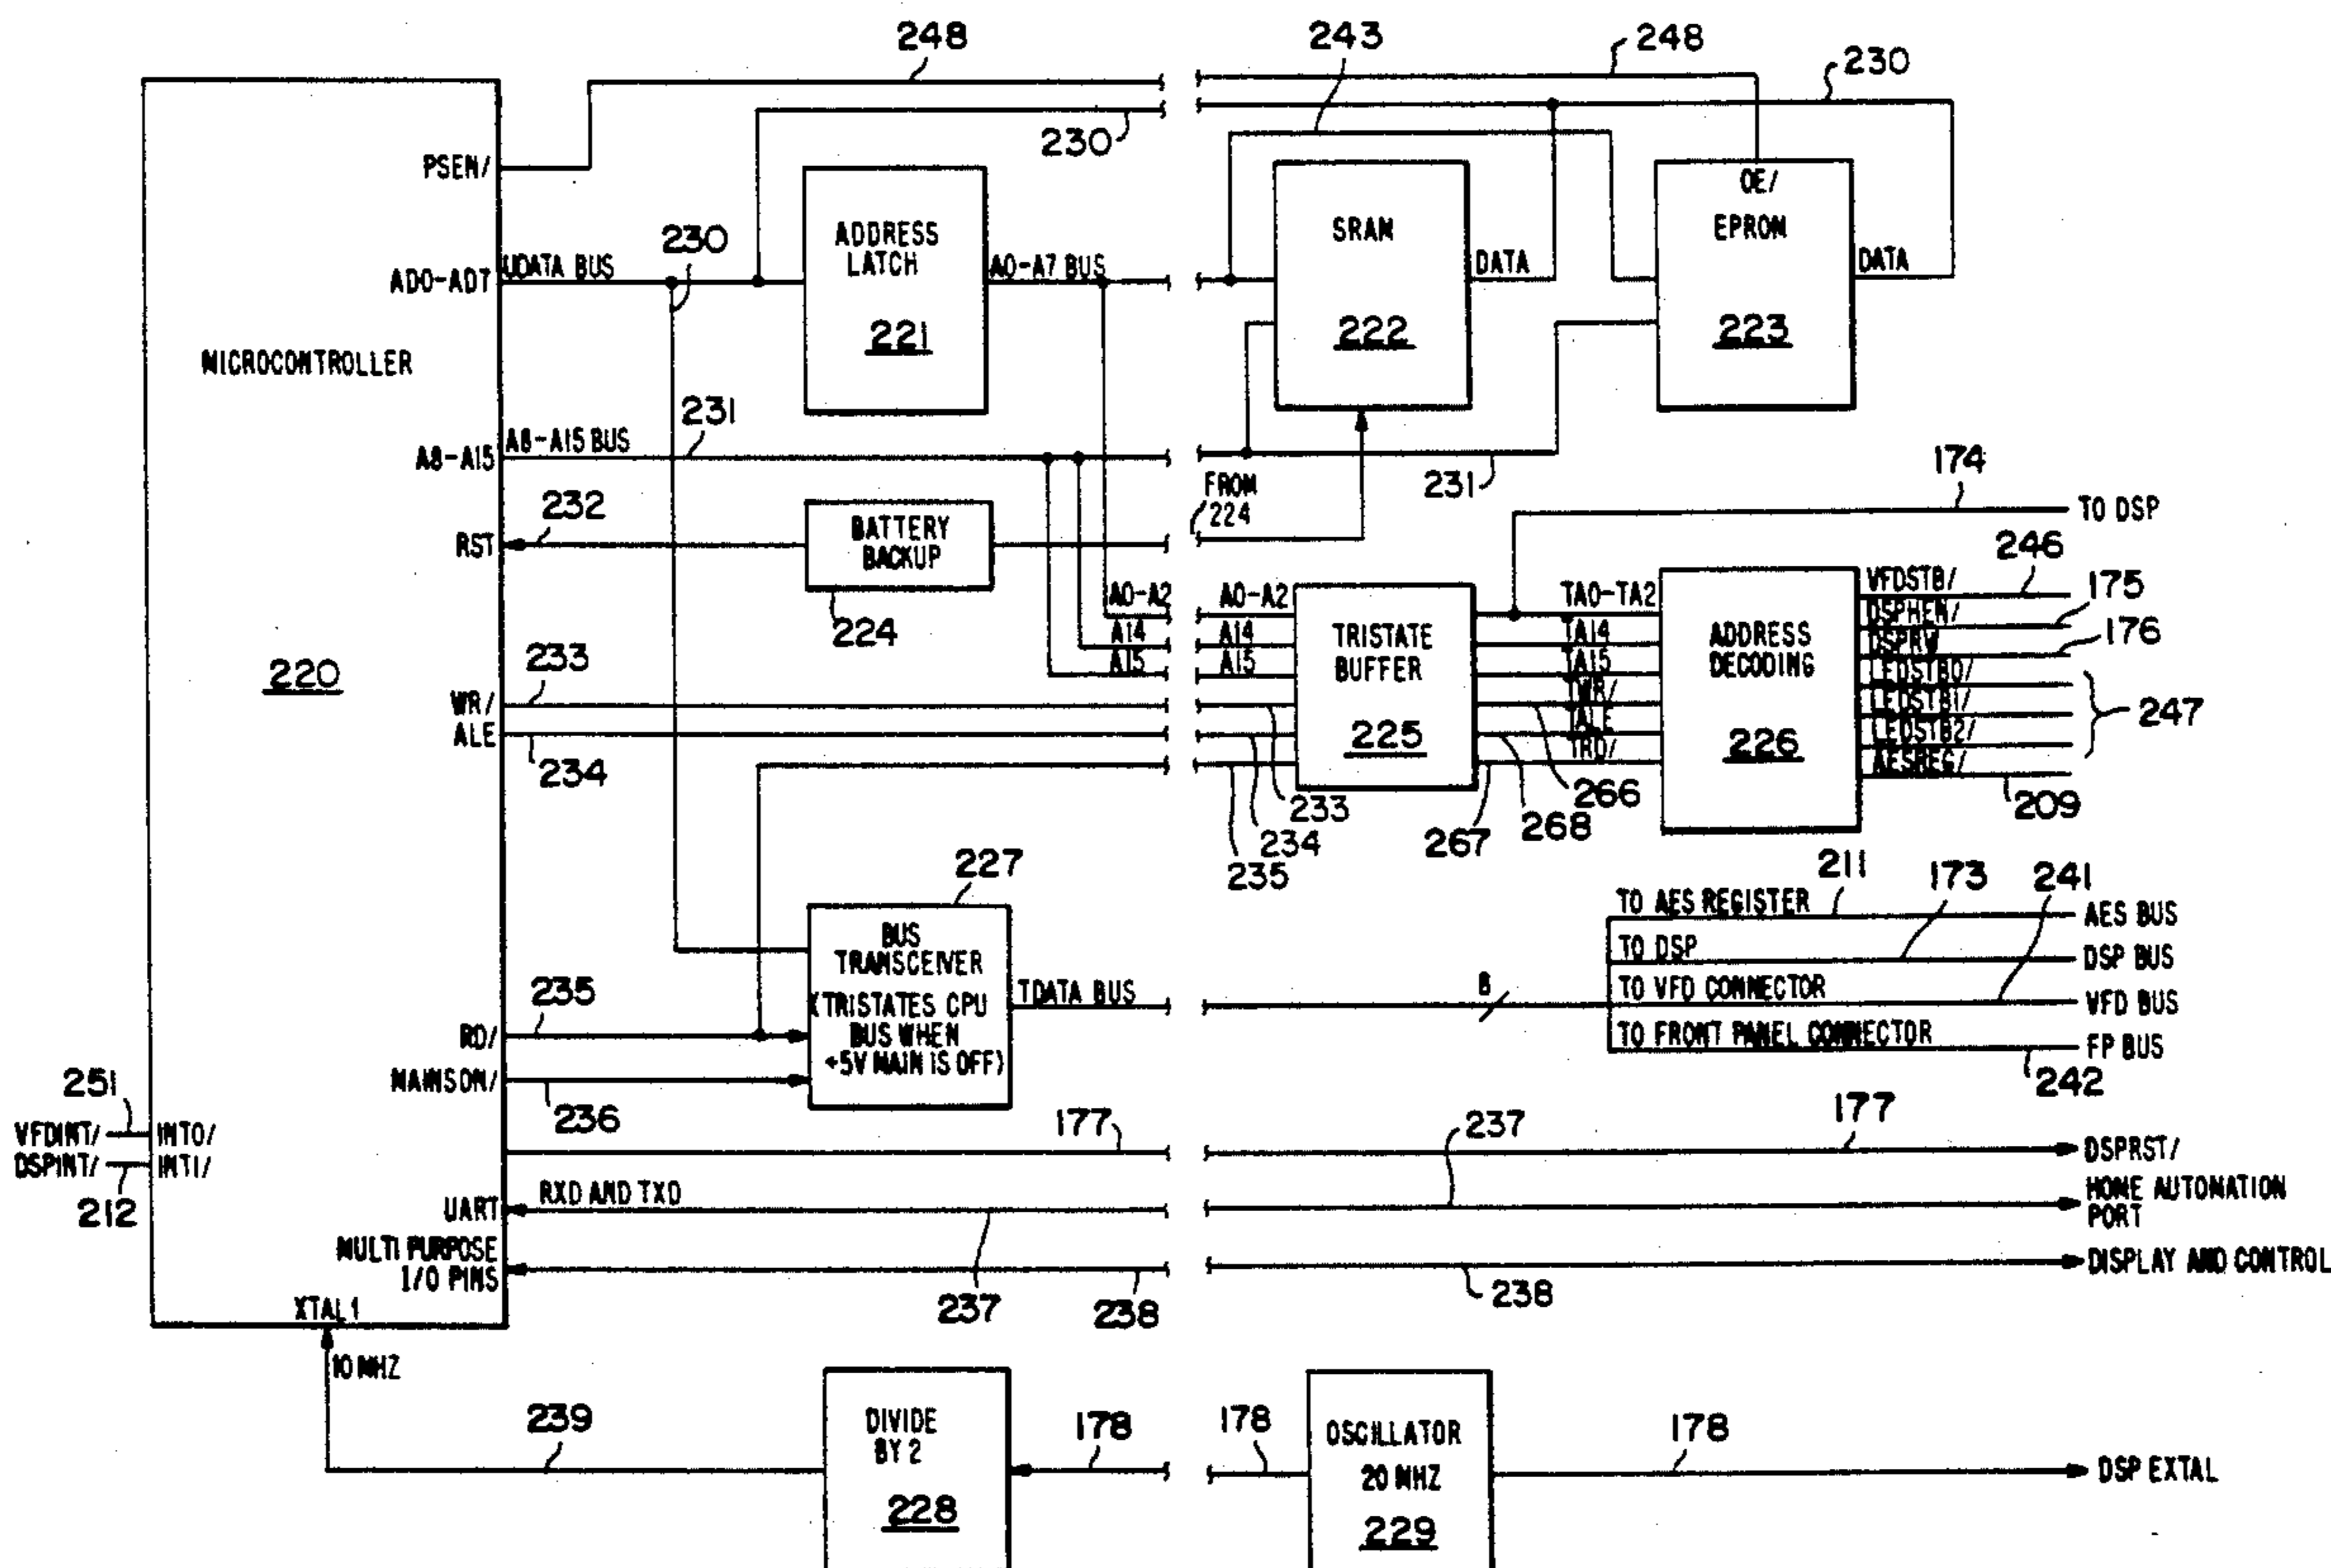 248
243
248
230
230
PSEN/
OE/
EPROM
SRAM
ADDRESS
LATCH
230
AD0-AD7
UDATA BUS
A0-A7 BUS
DATA
DATA
221
222
223
MICROCONTROLLER
A8-A15
A8-A15 BUS
231
231
FROM
224
174
TO DSP
RST
232
BATTERY
BACKUP
224
246
175
176
247
209
A0-A2
A14
A15
A0-A2
A14
A15
TRISTATE
BUFFER
225
TA0-TA2
TA14
TA15
TWR/
TALE
TRD/
ADDRESS
DECODING
226
VFDSTB/
DSPHEN/
DSPRW
LEDSTB0/
LEDSTB1/
LEDSTB2/
AESREG/
220
WR/
233
ALE
234
233
234
235
266
268
267
227
BUS
TRANSCEIVER
(TRISTATES CPU
BUS WHEN
+5V MAIN IS OFF)
TDATA BUS
8
211
173
241
TO AES REGISTER
AES BUS
TO DSP
DSP BUS
TO VFD CONNECTOR
VFD BUS
TO FRONT PANEL CONNECTOR
FP BUS
242
RD/
235
MAINSON/
236
251
VFDINT/
INT0/
DSPINT/
INT1/
212
177
237
177
DSPRST/
UART
RXD AND TXD
HOME AUTOMATION
PORT
237
MULTI PURPOSE
I/O PINS
238
238
DISPLAY AND CONTROL
XTAL1
10 MHZ
239
DIVIDE
BY 2
228
178
178
OSCILLATOR
20 MHZ
229
178
DSP EXTAL